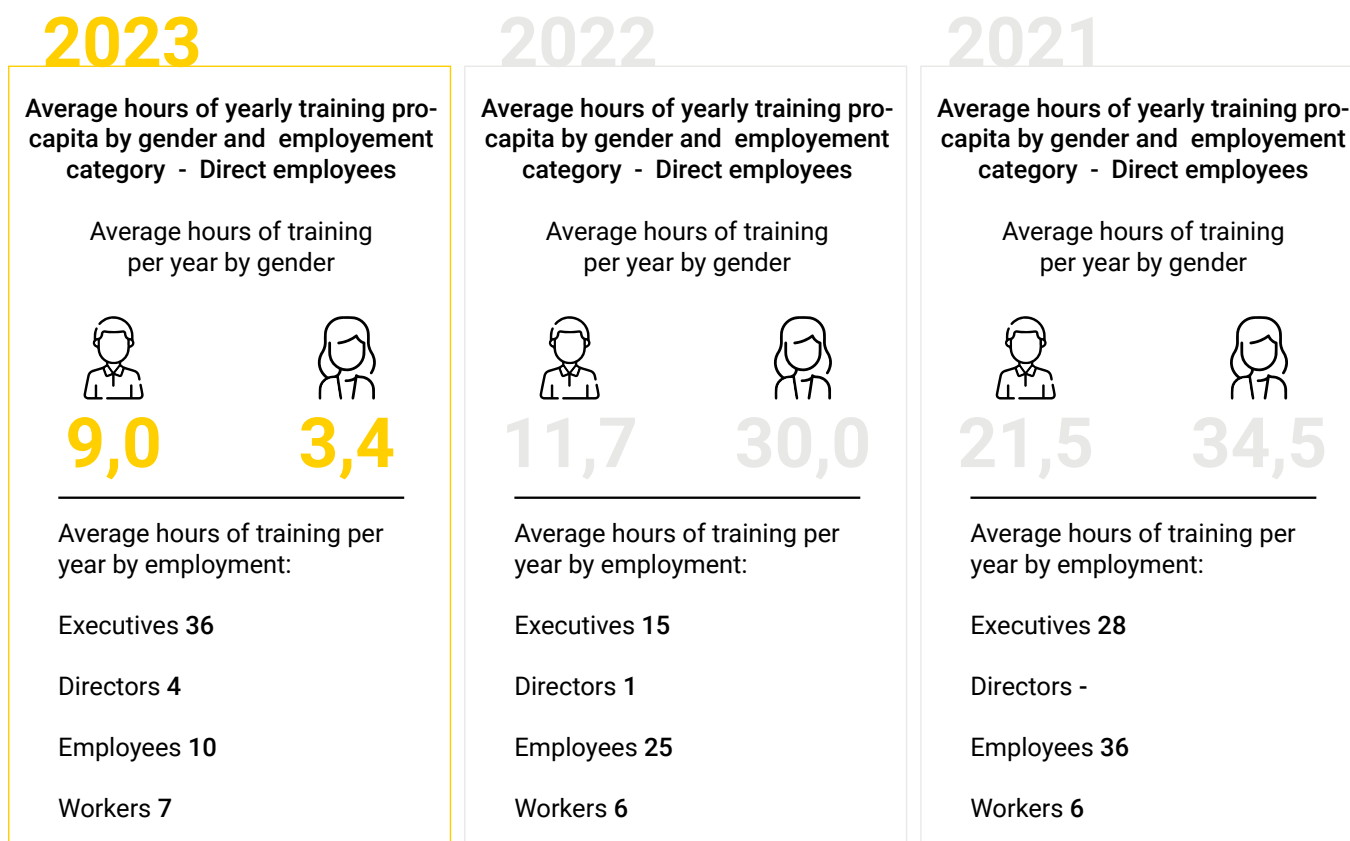 2023
Average hours of yearly training pro-
capita by gender and employement
category - Direct employees
Average hours of training
per year by gender
9,0 3,4
Average hours of training per
year by employment:
Executives 36
Directors 4
Employees 10
Workers 7
2022
Average hours of yearly training pro-
capita by gender and employement
category - Direct employees
Average hours of training
per year by gender
11,7 30,0
Average hours of training per
year by employment:
Executives 15
Directors 1
Employees 25
Workers 6
2021
Average hours of yearly training pro-
capita by gender and employement
category - Direct employees
Average hours of training
per year by gender
21,5 34,5
Average hours of training per
year by employment:
Executives 28
Directors -
Employees 36
Workers 6